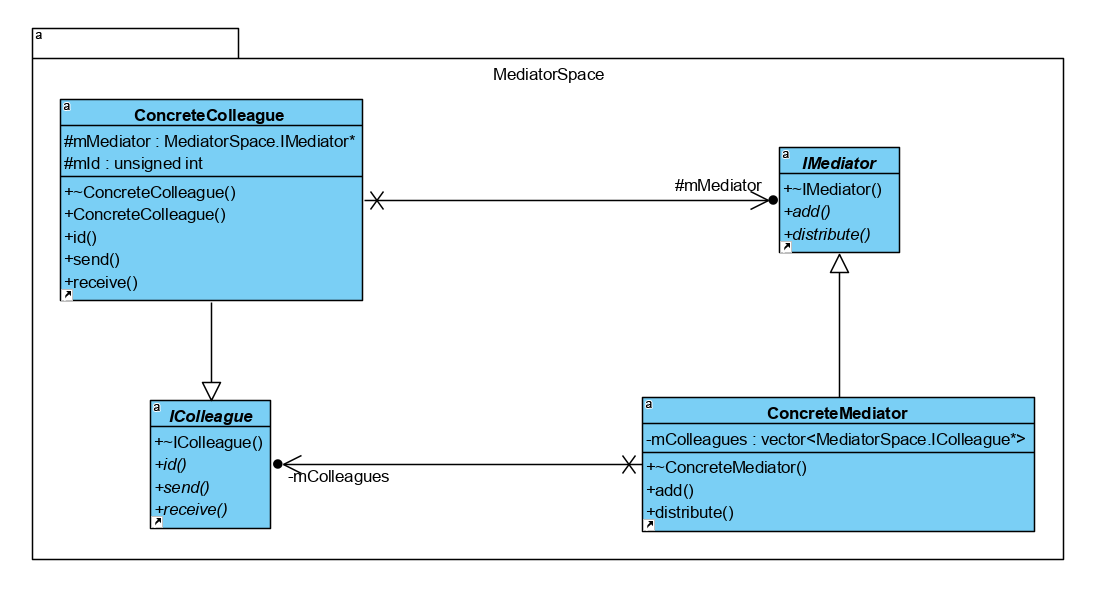 a
MediatorSpace
a
ConcreteColleague
#mMediator : MediatorSpace.IMediator*
#mId : unsigned int
+~ConcreteColleague()
+ConcreteColleague()
+id()
+send()
+receive()
#mMediator
a
IMediator
+~IMediator()
+add()
+distribute()
a
IColleague
+~IColleague()
+id()
+send()
+receive()
-mColleagues
a
ConcreteMediator
-mColleagues : vector<MediatorSpace.IColleague*>
+~ConcreteMediator()
+add()
+distribute()